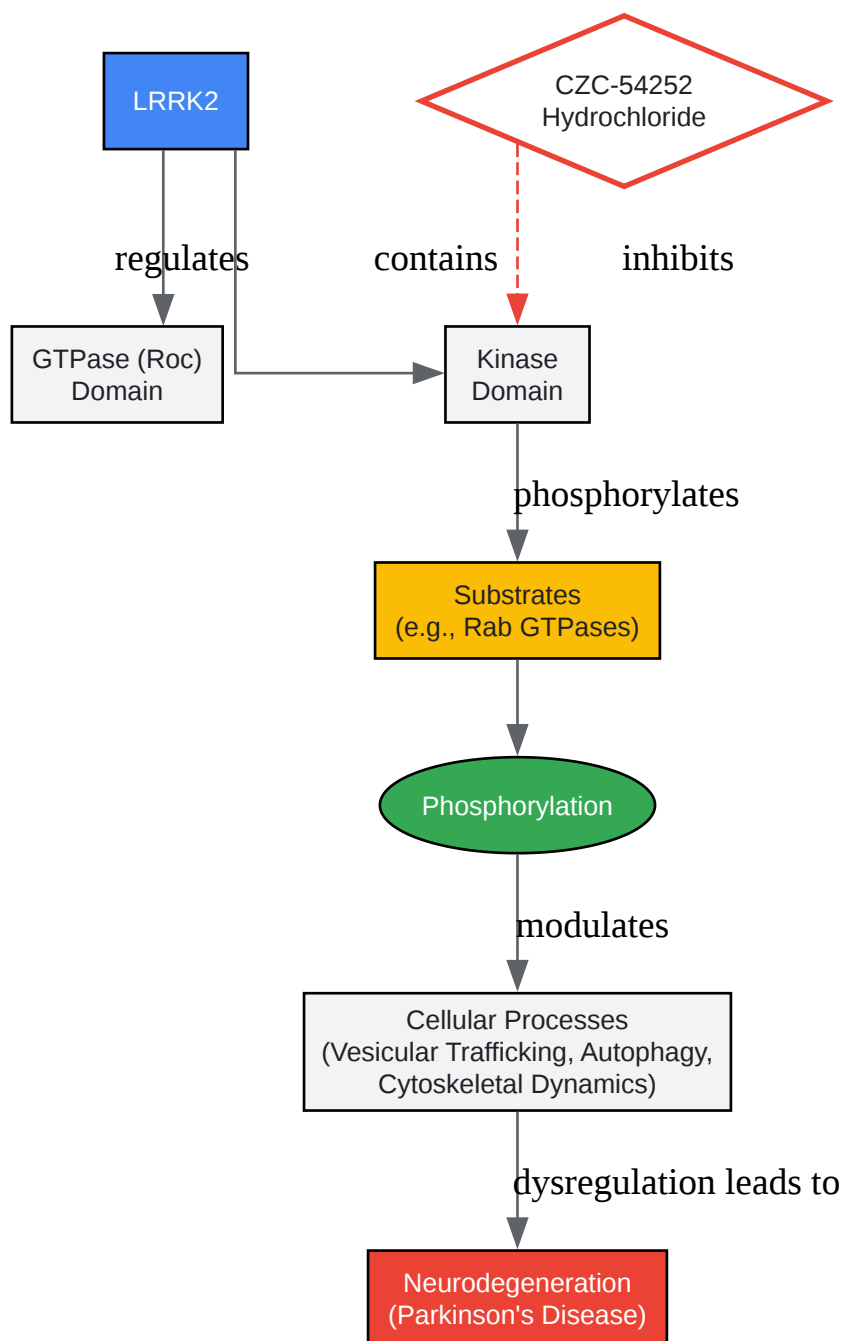 LRRK2
CZC-54252
Hydrochloride
regulates
contains
inhibits
GTPase (Roc)
Domain
Kinase
Domain
phosphorylates
Substrates
(e.g., Rab GTPases)
Phosphorylation
modulates
Cellular Processes
(Vesicular Trafficking, Autophagy,
Cytoskeletal Dynamics)
dysregulation leads to
Neurodegeneration
(Parkinson's Disease)